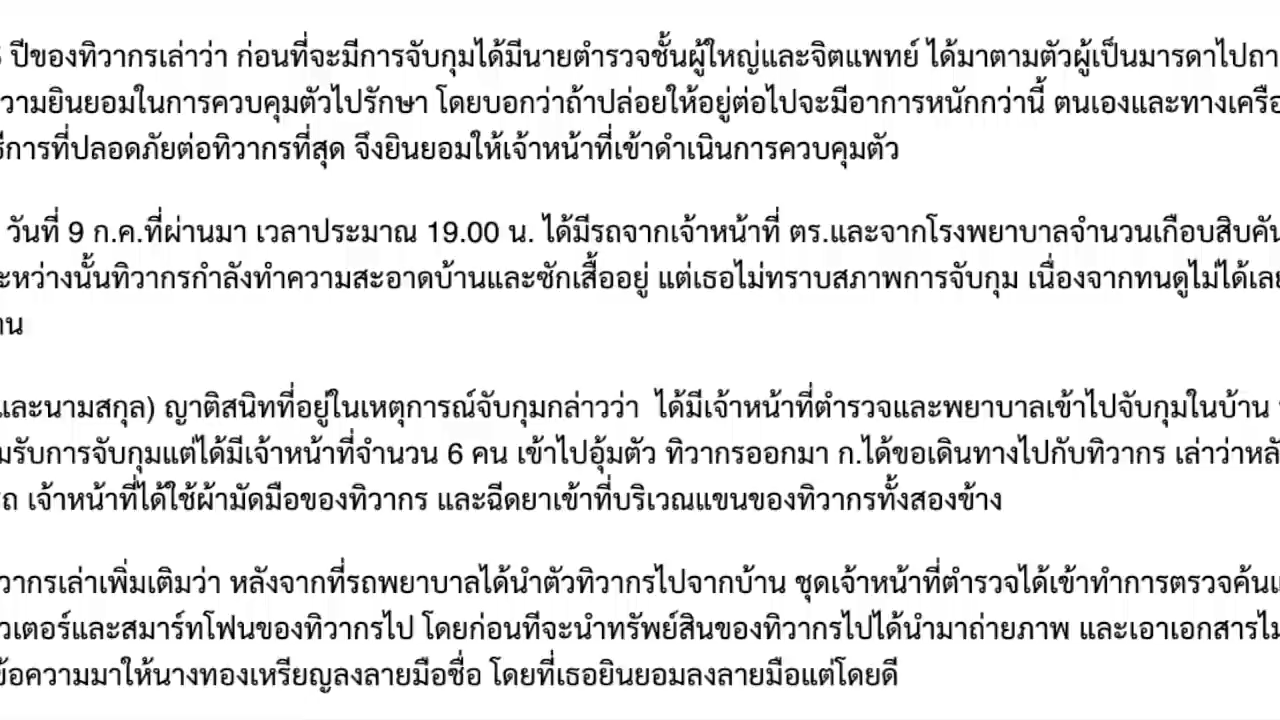 ปีของทิวากรเล่าว่า ก่อนที่จะมีการจับกุมได้มีนายตำรวจชั้นผู้ใหญ่และจิตแพทย์ ได้มาตามตัวผู้เป็นมารดาไปถา
ความยินยอมในการควบคุมตัวไปรักษา โดยบอกว่าถ้าปล่อยให้อยู่ต่อไปจะมีอาการหนักกว่านี้ ตนเองและทางเครือ
ธีการที่ปลอดภัยต่อทิวากรที่สุด จึงยินยอมให้เจ้าหน้าที่เข้าดำเนินการควบคุมตัว
วันที่ 9 ก.ค.ที่ผ่านมา เวลาประมาณ 19.00 น. ได้มีรถจากเจ้าหน้าที่ ตร.และจากโรงพยาบาลจำนวนเกือบสิบคัน
ะหว่างนั้นทิวากรกำลังทำความสะอาดบ้านและซักเสื้ออยู่ แต่เธอไม่ทราบสภาพการจับกุม เนื่องจากทนดูไม่ได้เลย
าน
และนามสกุล) ญาติสนิทที่อยู่ในเหตุการณ์จับกุมกล่าวว่า ได้มีเจ้าหน้าที่ตำรวจและพยาบาลเข้าไปจับกุมในบ้าน
มรับการจับกุมแต่ได้มีเจ้าหน้าที่จำนวน 6 คน เข้าไปอุ้มตัว ทิวากรออกมา ก.ได้ขอเดินทางไปกับทิวากร เล่าว่าหลั
ถ เจ้าหน้าที่ได้ใช้ผ้ามัดมือของทิวากร และฉีดยาเข้าที่บริเวณแขนของทิวากรทั้งสองข้าง
วากรเล่าเพิ่มเติมว่า หลังจากที่รถพยาบาลได้นำตัวทิวากรไปจากบ้าน ชุดเจ้าหน้าที่ตำรวจได้เข้าทำการตรวจค้นแ
วเตอร์และสมาร์ทโฟนของทิวากรไป โดยก่อนทีจะนำทรัพย์สินของทิวากรไปได้นำมาถ่ายภาพ และเอาเอกสารไม
ข้อความมาให้นางทองเหรียญลงลายมือชื่อ โดยที่เธอยินยอมลงลายมือแต่โดยดี